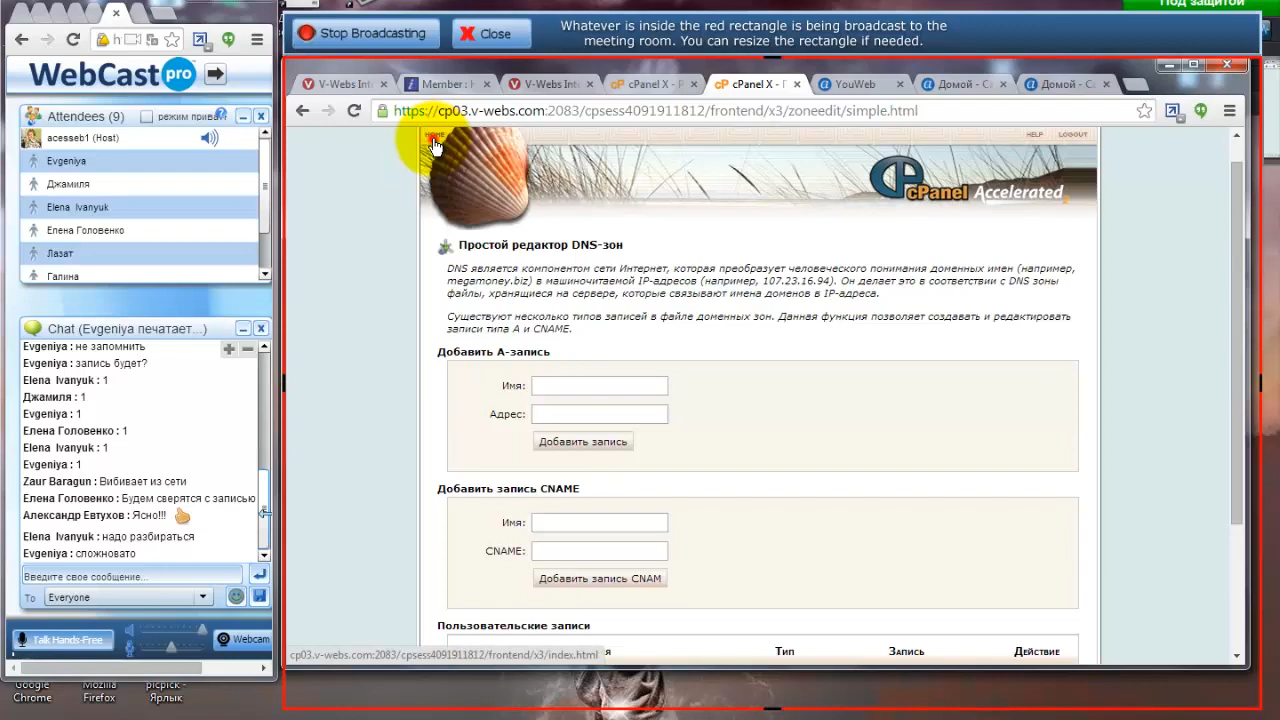 Под защитой
Stop Broadcasting
Close
Whatever is inside the red rectangle is being broadcast to the
meeting room. You can resize the rectangle if needed.
WebCast pro
Attendees (9)
режим прива
acesseb1 (Host)
Evgeniya
Джамиля
Elena Ivanyuk
Елена Головенко
Лазат
Галина
Chat (Evgeniya печатает...)
Evgeniya : не запомнить
Evgeniya : запись будет?
Elena Ivanyuk : 1
Джамиля : 1
Evgeniya : 1
Елена Головенко : 1
Elena Ivanyuk : 1
Evgeniya : 1
Zaur Baragun : Вибивает из сети
Елена Головенко : Будем сверятся с записью
Александр Евтухов : Ясно!!!
Elena Ivanyuk : надо разбираться
Evgeniya : сложновато
Введите свое сообщение...
To Everyone
Talk Hands-Free
Webcam
Google Chrome
Mozilla Firefox
picpick - Ярлык
V-Webs Inte
Member : H
V-Webs Inte
cPanel X - P
cPanel X - Г
YouWeb
Домой - Co
Домой - Co
https://cp03.v-webs.com:2083/cpsess4091911812/frontend/x3/zoneedit/simple.html
HOME
HELP
LOGOUT
cPanel Accelerated2
Простой редактор DNS-зон
DNS является компонентом сети Интернет, которая преобразует человеческого понимания доменных имен (например,
megamoney.biz) в машиночитаемой IP-адресов (например, 107.23.16.94). Он делает это в соответствии с DNS зоны
файлы, хранящиеся на сервере, которые связывают имена доменов в IP-адреса.
Существуют несколько типов записей в файле доменных зон. Данная функция позволяет создавать и редактировать
записи типа А и CNAME.
Добавить А-запись
Имя:
Адрес:
Добавить запись
Добавить запись CNAME
Имя:
CNAME:
Добавить запись CNAM
Пользовательские записи
Тип
Запись
Действие
cp03.v-webs.com:2083/cpsess4091911812/frontend/x3/index.html